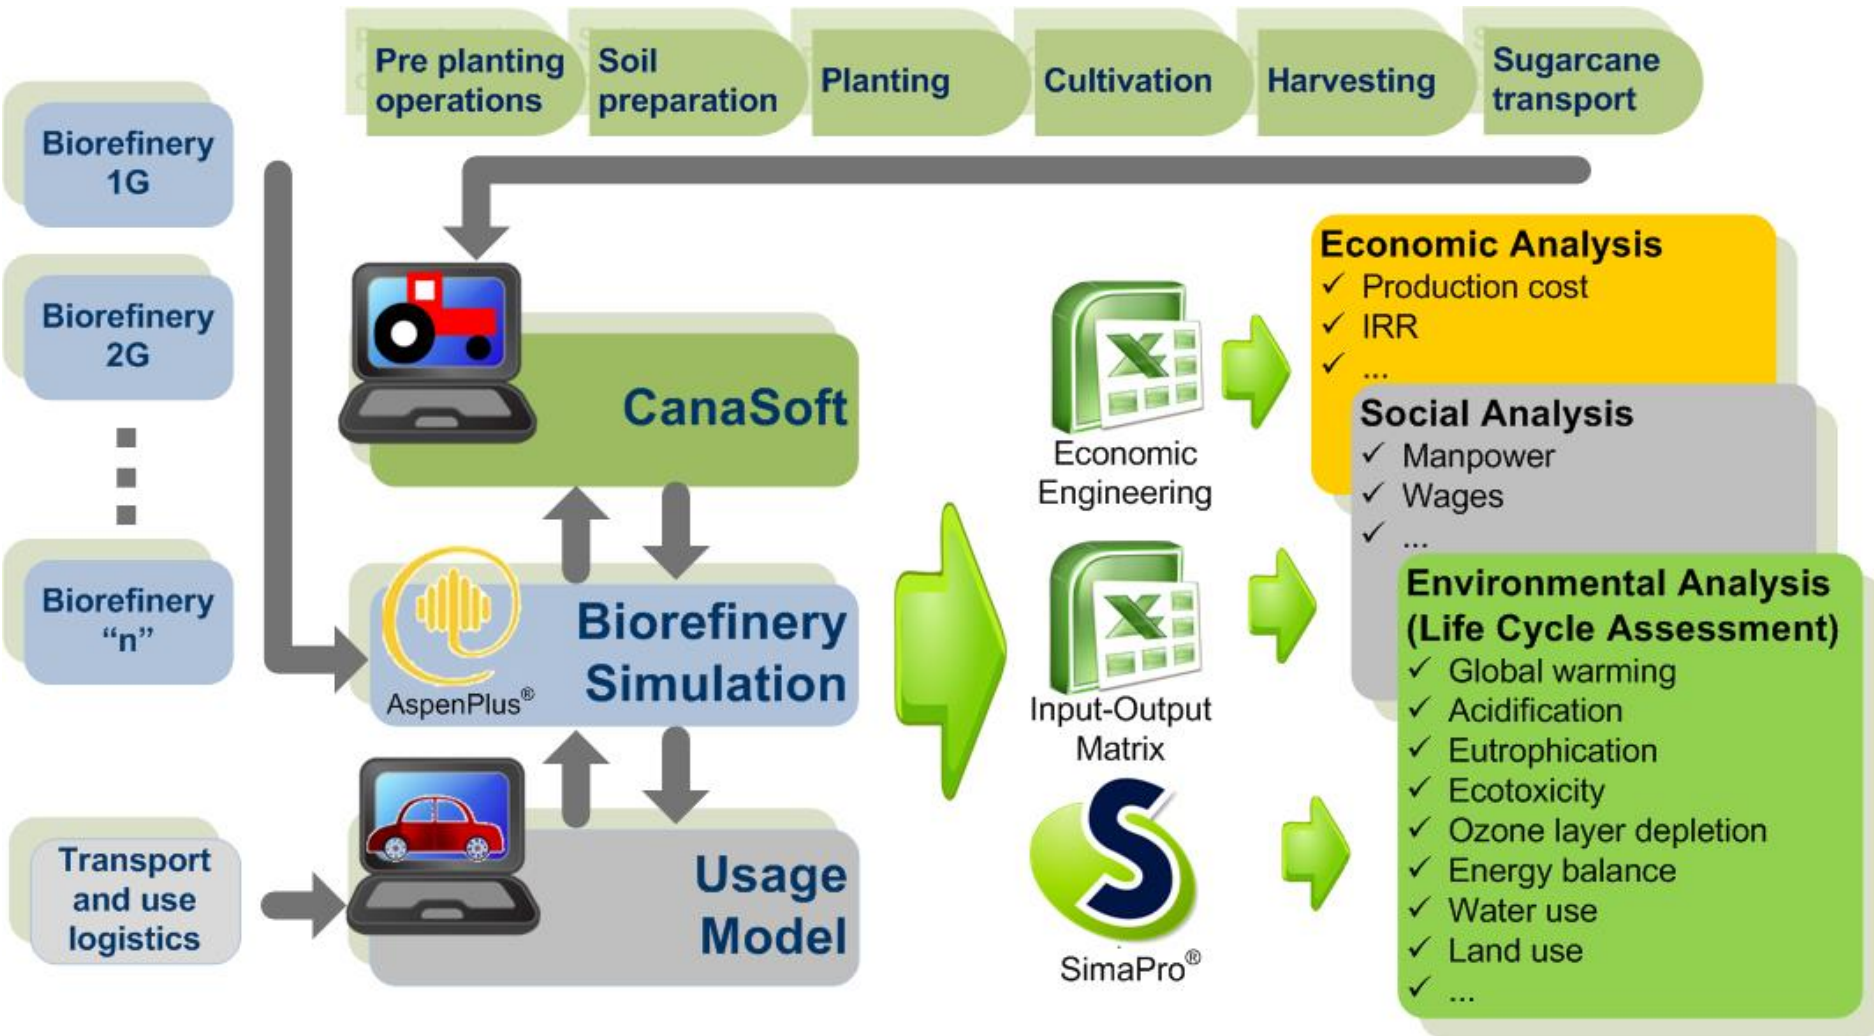 Pre planting
operations
Soil
preparation
Planting
Cultivation
Harvesting
Sugarcane
transport
Biorefinery
1G
Biorefinery
2G
Biorefinery
“n”
Transport
and use
logistics
CanaSoft
AspenPlus®
Biorefinery
Simulation
Usage
Model
Economic
Engineering
Input-Output
Matrix
SimaPro®
Economic Analysis
✓ Production cost
✓ IRR
✓ ...
Social Analysis
✓ Manpower
✓ Wages
✓ ...
Environmental Analysis
(Life Cycle Assessment)
✓ Global warming
✓ Acidification
✓ Eutrophication
✓ Ecotoxicity
✓ Ozone layer depletion
✓ Energy balance
✓ Water use
✓ Land use
✓ ...